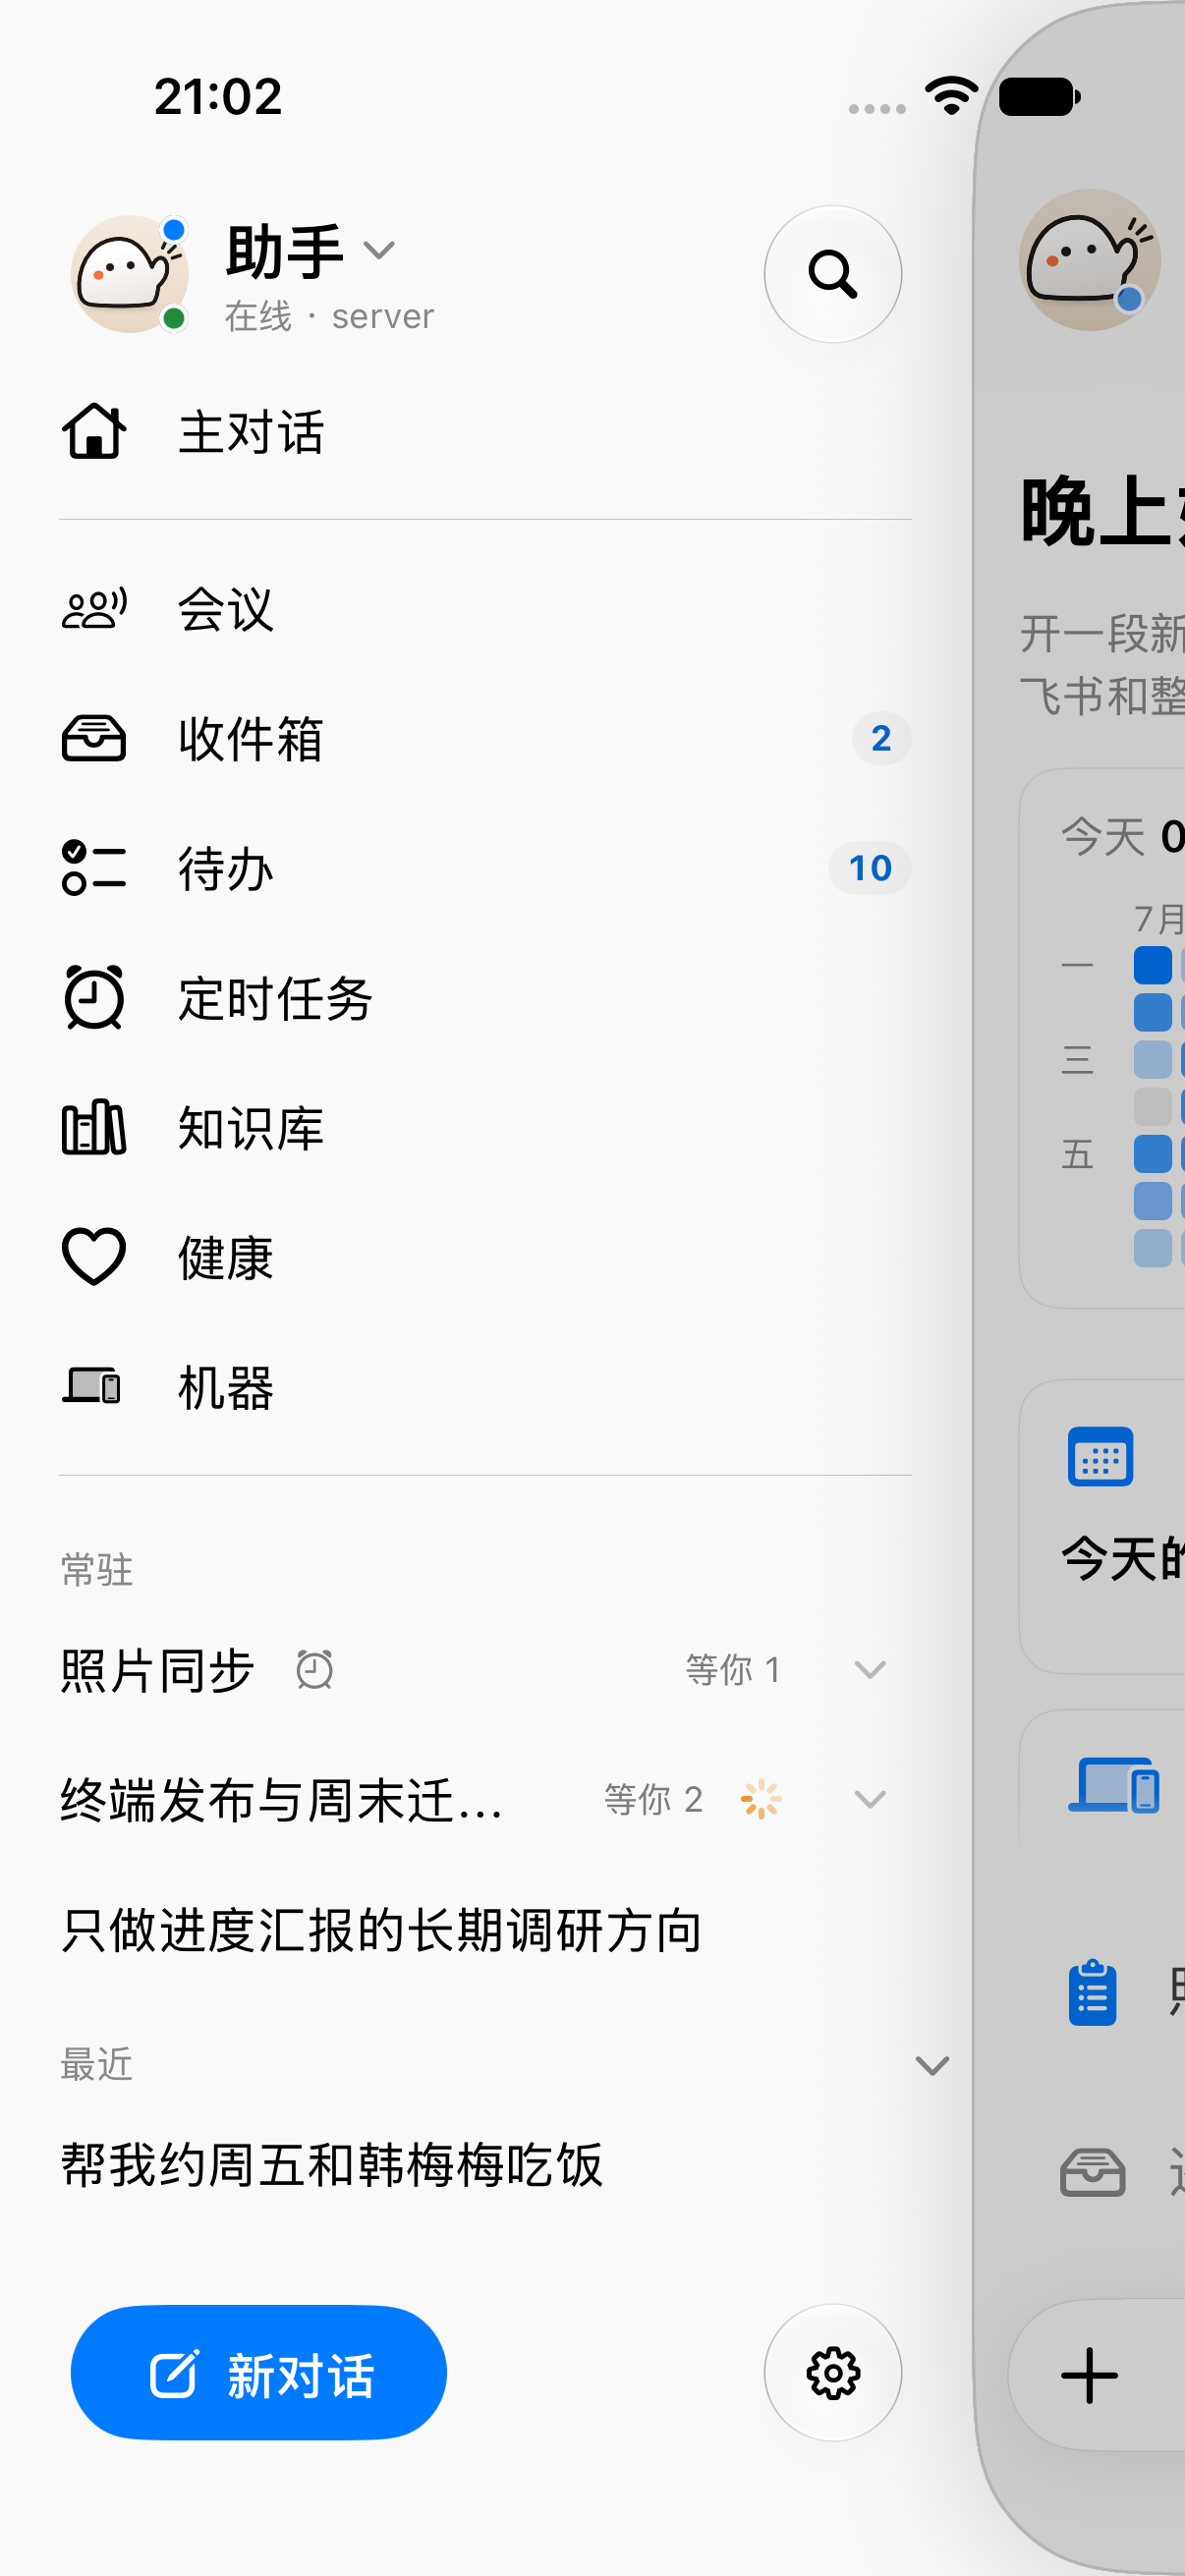 21:02
助手
在线 · server
主对话
会议
收件箱 2
待办 10
定时任务
知识库
健康
机器
常驻
照片同步 等你 1
终端发布与周末迁... 等你 2
只做进度汇报的长期调研方向
最近
帮我约周五和韩梅梅吃饭
新对话
晚上
开一段新
飞书和整
今天 0
7月
一
三
五
今天的